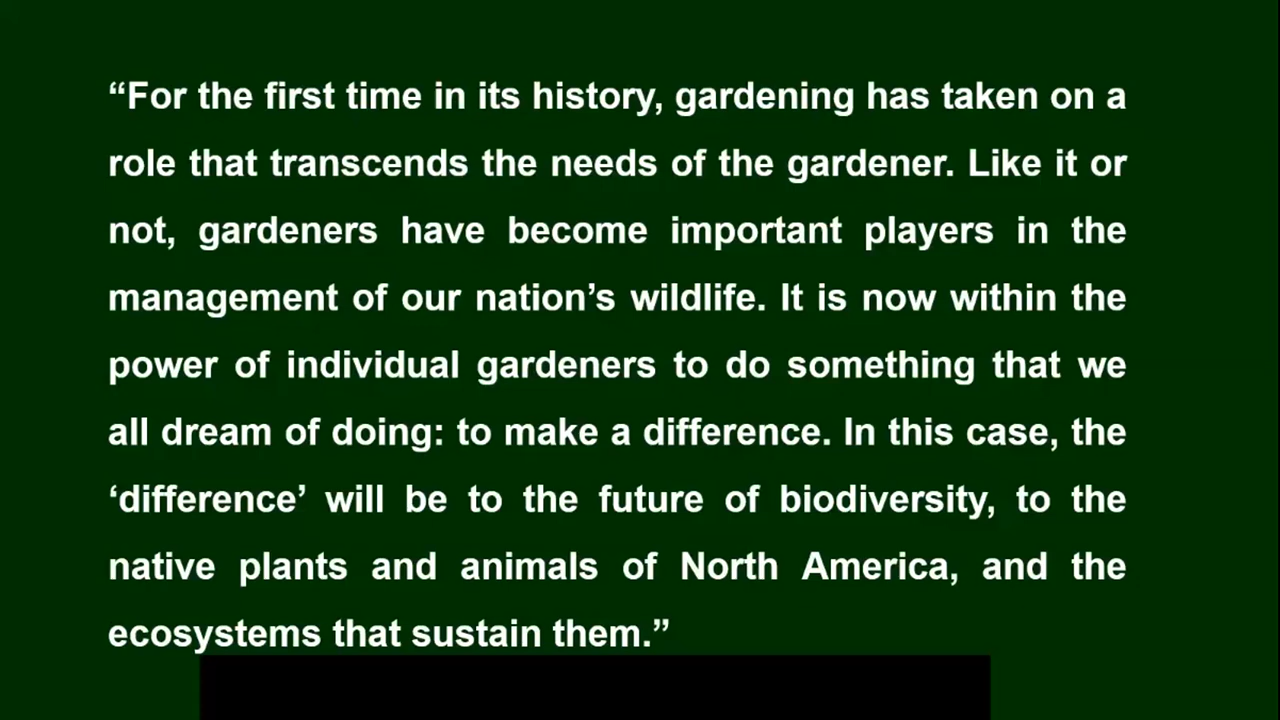 “For the first time in its history, gardening has taken on a
role that transcends the needs of the gardener. Like it or
not, gardeners have become important players in the
management of our nation’s wildlife. It is now within the
power of individual gardeners to do something that we
all dream of doing: to make a difference. In this case, the
‘difference’ will be to the future of biodiversity, to the
native plants and animals of North America, and the
ecosystems that sustain them.”